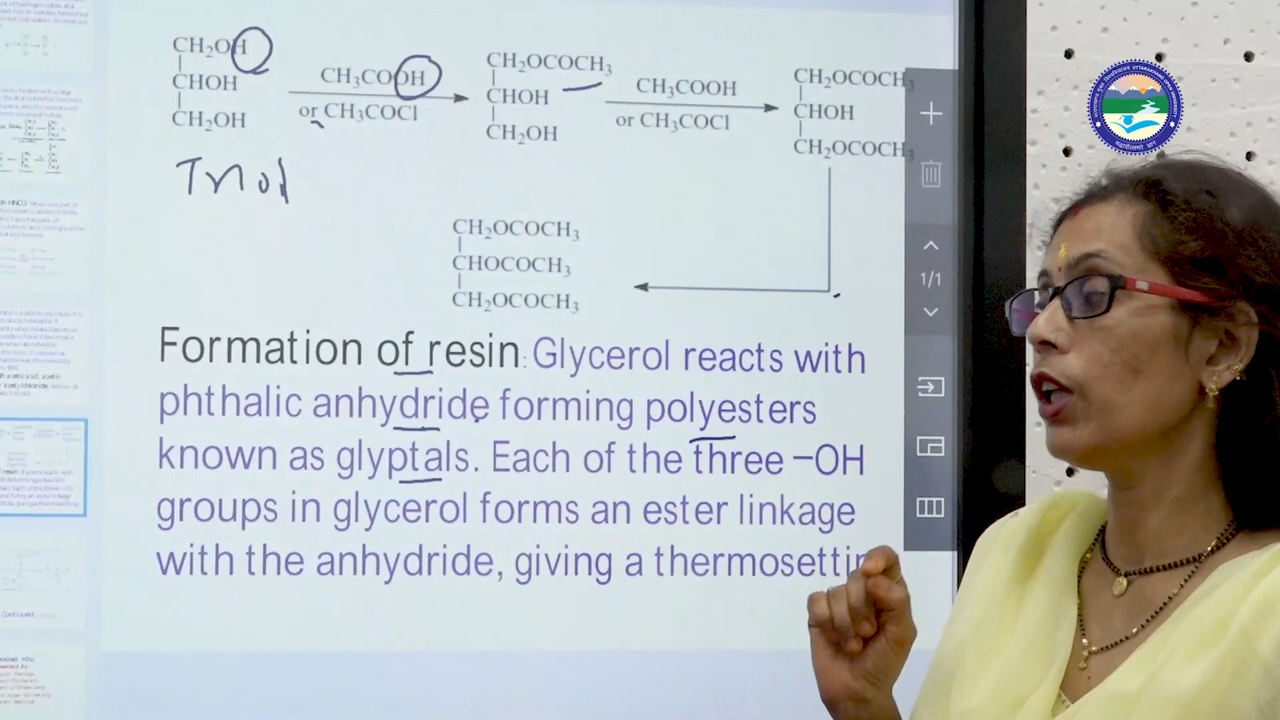 CH₂OH
CHOH
CH₂OH
CH₃COOH
or CH₃COCl
CH₂OCOCH₃
CHOH
CH₂OH
CH₃COOH
or CH₃COCl
CH₂OCOCH₃
CHOH
CH₂OCOCH₃
Triol
CH₂OCOCH₃
CHOCOCH₃
CH₂OCOCH₃
Formation of resin: Glycerol reacts with
phthalic anhydride forming polyesters
known as glyptals. Each of the three –OH
groups in glycerol forms an ester linkage
with the anhydride, giving a
1/1
Continued